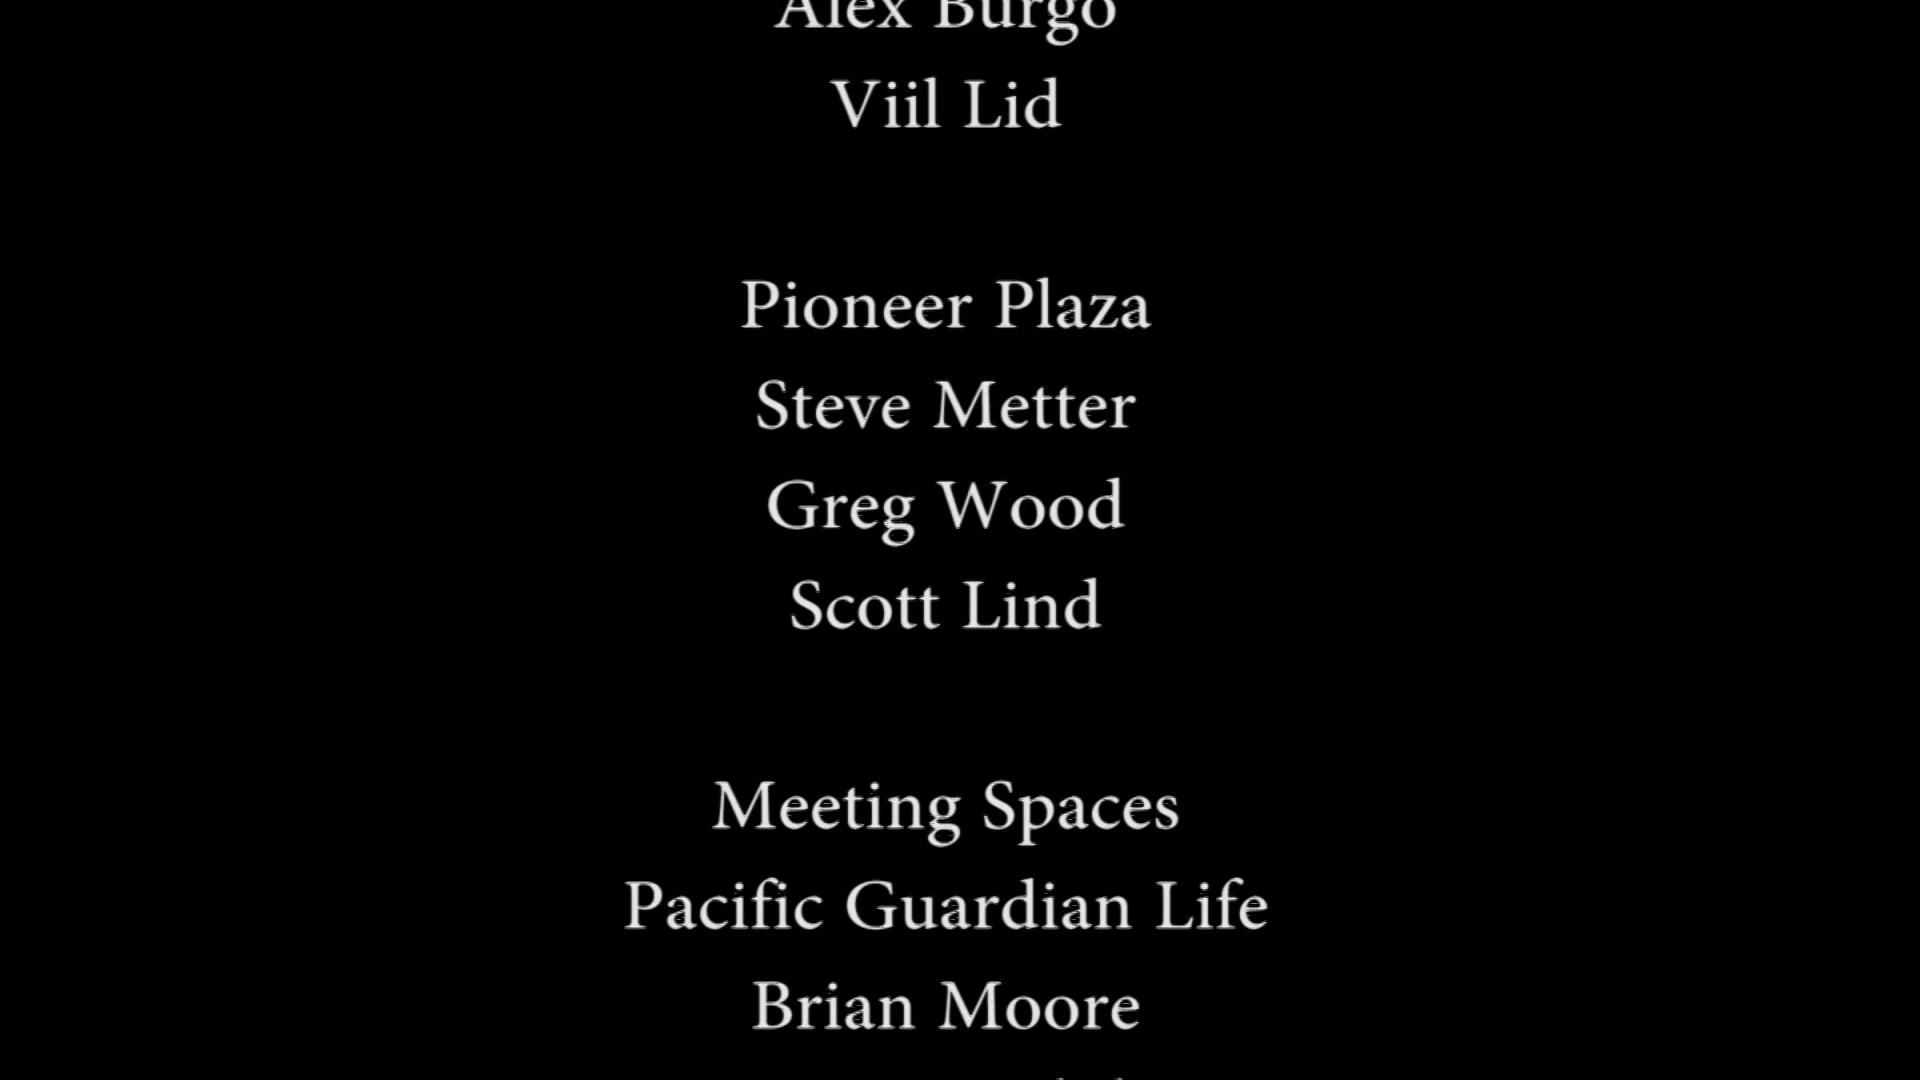 Alex Burgo
Viil Lid
Pioneer Plaza
Steve Metter
Greg Wood
Scott Lind
Meeting Spaces
Pacific Guardian Life
Brian Moore